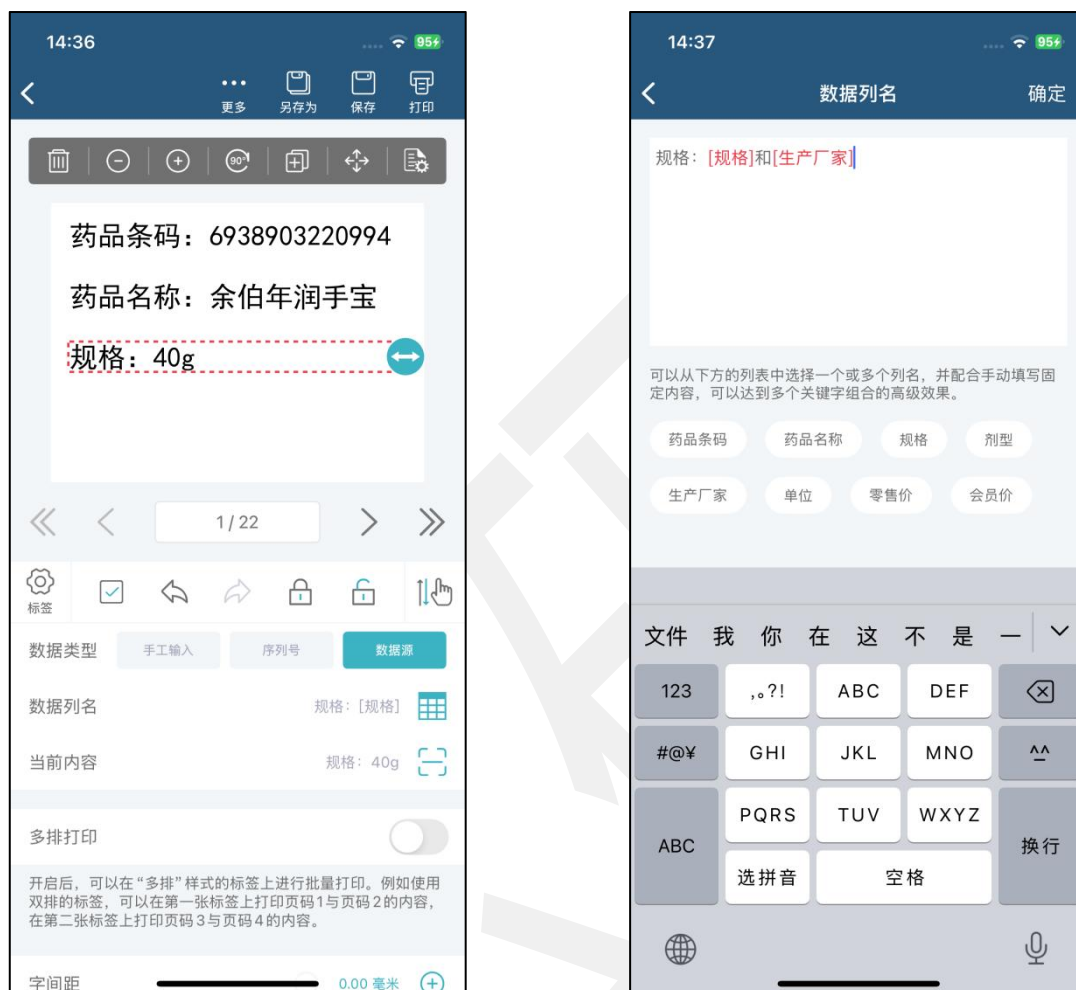 14:36
95
更多 另存为 保存 打印
90°
药品条码：6938903220994
药品名称：余伯年润手宝
规格：40g
1 / 22
标签
数据类型 手工输入 序列号 数据源
数据列名 规格：[规格]
当前内容 规格：40g
多排打印
开启后，可以在“多排”样式的标签上进行批量打印。例如使用
双排的标签，可以在第一张标签上打印页码1与页码2的内容，
在第二张标签上打印页码3与页码4的内容。
字间距 0.00 毫米
14:37
95
数据列名 确定
规格：[规格]和[生产厂家]
可以从下方的列表中选择一个或多个列名，并配合手动填写固
定内容，可以达到多个关键字组合的高级效果。
药品条码 药品名称 规格 剂型
生产厂家 单位 零售价 会员价
文件 我 你 在 这 不 是 一
123 ,。?! ABC DEF
#@¥ GHI JKL MNO ^^
ABC PQRS TUV WXYZ 换行
选拼音 空格